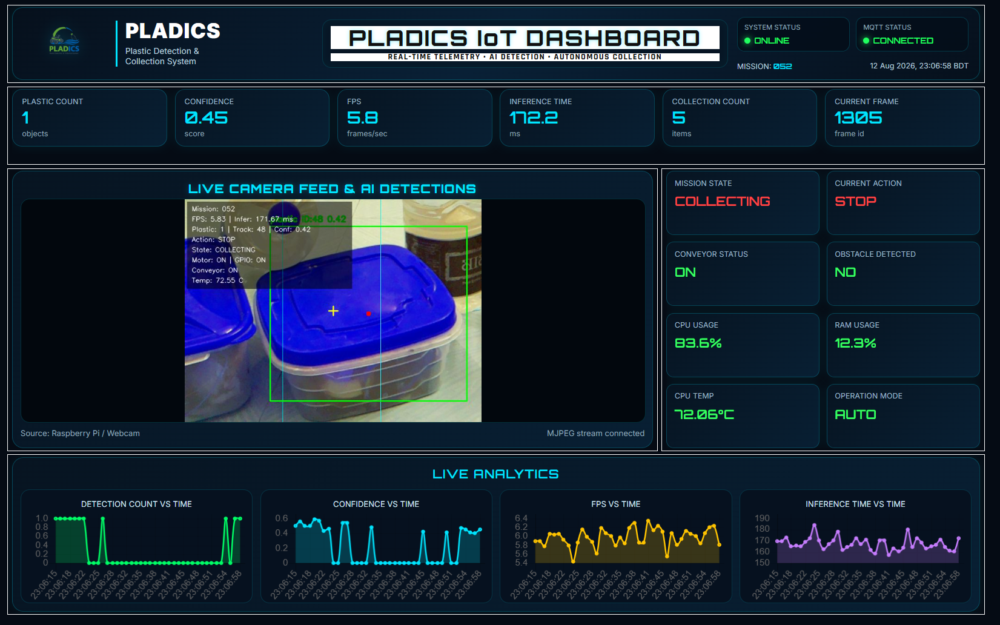 PLADICS
PLADICS
Plastic Detection &
Collection System
PLADICS IoT DASHBOARD
REAL-TIME TELEMETRY • AI DETECTION • AUTONOMOUS COLLECTION
SYSTEM STATUS
ONLINE
MQTT STATUS
CONNECTED
MISSION: 052
12 Aug 2026, 23:06:58 BDT
PLASTIC COUNT
1
objects
CONFIDENCE
0.45
score
FPS
5.8
frames/sec
INFERENCE TIME
172.2
ms
COLLECTION COUNT
5
items
CURRENT FRAME
1305
frame id
LIVE CAMERA FEED & AI DETECTIONS
Mission: 052
FPS: 5.83 | Infer: 171.67 ms
ID:48 0.42
Plastic: 1 | Track: 48 | Conf: 0.42
Action: STOP
State: COLLECTING
Motor: ON | GPIO: ON
Conveyor: ON
Temp: 72.55 C
Source: Raspberry Pi / Webcam
MJPEG stream connected
MISSION STATE
COLLECTING
CURRENT ACTION
STOP
CONVEYOR STATUS
ON
OBSTACLE DETECTED
NO
CPU USAGE
83.6%
RAM USAGE
12.3%
CPU TEMP
72.06°C
OPERATION MODE
AUTO
LIVE ANALYTICS
DETECTION COUNT VS TIME
1.0
0.8
0.6
0.4
0.2
0
23:06:15 23:06:18 23:06:22 23:06:25 23:06:28 23:06:32 23:06:35 23:06:38 23:06:41 23:06:45 23:06:48 23:06:51 23:06:54 23:06:58
CONFIDENCE VS TIME
0.6
0.4
0.2
0
23:06:15 23:06:18 23:06:22 23:06:25 23:06:28 23:06:32 23:06:35 23:06:38 23:06:41 23:06:45 23:06:48 23:06:51 23:06:54 23:06:58
FPS VS TIME
6.4
6.2
6.0
5.8
5.6
5.4
23:06:15 23:06:18 23:06:22 23:06:25 23:06:28 23:06:32 23:06:35 23:06:38 23:06:41 23:06:45 23:06:48 23:06:51 23:06:54 23:06:58
INFERENCE TIME VS TIME
190
180
170
160
150
23:06:15 23:06:18 23:06:22 23:06:25 23:06:28 23:06:32 23:06:35 23:06:38 23:06:41 23:06:45 23:06:48 23:06:51 23:06:54 23:06:58